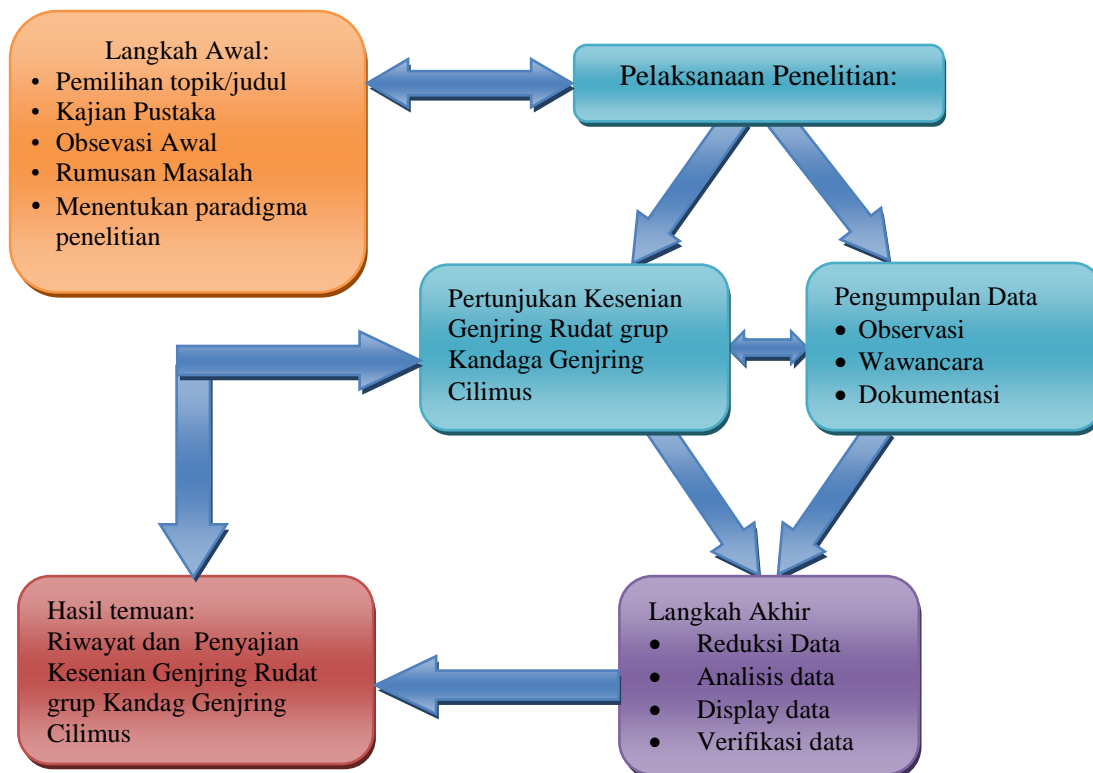 Langkah Awal:
• Pemilihan topik/judul
• Kajian Pustaka
• Obsevasi Awal
• Rumusan Masalah
• Menentukan paradigma
penelitian
Pelaksanaan Penelitian:
Pertunjukan Kesenian
Genjring Rudat grup
Kandaga Genjring
Cilimus
Pengumpulan Data
• Observasi
• Wawancara
• Dokumentasi
Hasil temuan:
Riwayat dan Penyajian
Kesenian Genjring Rudat
grup Kandag Genjring
Cilimus
Langkah Akhir
• Reduksi Data
• Analisis data
• Display data
• Verifikasi data